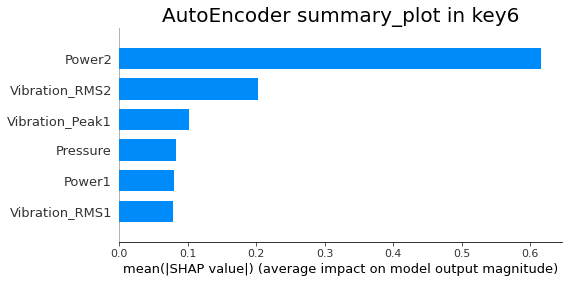 AutoEncoder summary_plot in key6
Power2
Vibration_RMS2
Vibration_Peak1
Pressure
Power1
Vibration_RMS1
0.0 0.1 0.2 0.3 0.4 0.5 0.6
mean(|SHAP value|) (average impact on model output magnitude)